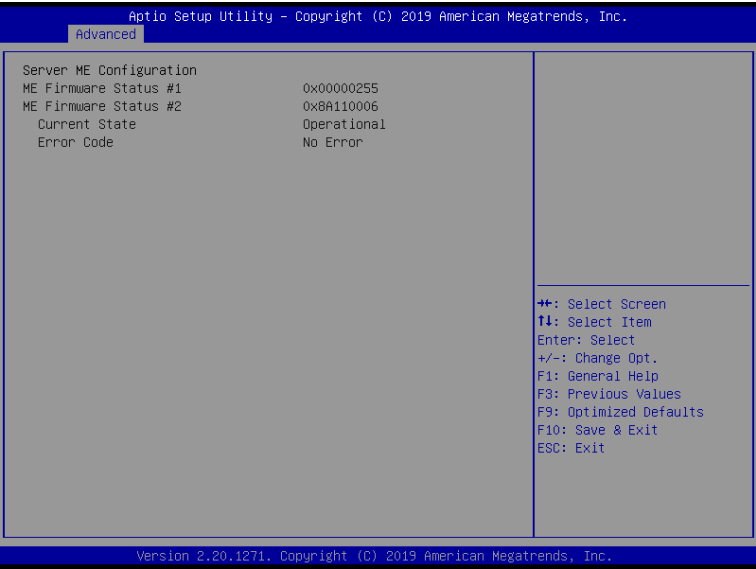 Aptio Setup Utility – Copyright (C) 2019 American Megatrends, Inc.
Advanced
Server ME Configuration
ME Firmware Status #1 0x00000255
ME Firmware Status #2 0x8A110006
Current State Operational
Error Code No Error
→←: Select Screen
↑↓: Select Item
Enter: Select
+/-: Change Opt.
F1: General Help
F3: Previous Values
F9: Optimized Defaults
F10: Save & Exit
ESC: Exit
Version 2.20.1271. Copyright (C) 2019 American Megatrends, Inc.